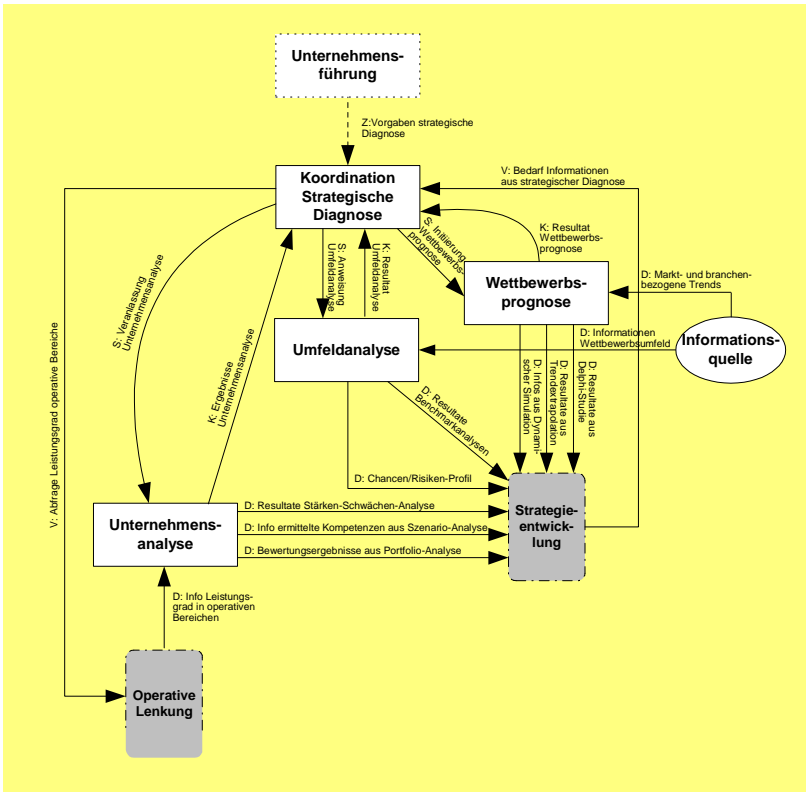 Unternehmens-
führung
Z:Vorgaben strategische
Diagnose
Koordination
Strategische
Diagnose
V: Bedarf Informationen
aus strategischer Diagnose
K: Resultat
Wettbewerbs-
prognose
S: Initiierung
Wettbewerbs-
prognose
S: Anweisung
Umfeldanalyse
K: Resultat
Umfeldanalyse
D: Markt- und branchen-
bezogene Trends
Wettbewerbs-
prognose
S: Veranlassung
Unternehmensanalyse
K: Ergebnisse
Unternehmensanalyse
Umfeldanalyse
D: Informationen
Wettbewerbsumfeld
Informations-
quelle
V: Abfrage Leistungsgrad operative Bereiche
D: Resultate
Benchmarkanalysen
D: Infos aus Dynami-
scher Simulation
D: Resultate aus
Trendextrapolation
D: Resultate aus
Delphi-Studie
D: Chancen/Risiken-Profil
Unternehmens-
analyse
D: Resultate Stärken-Schwächen-Analyse
D: Info ermittelte Kompetenzen aus Szenario-Analyse
D: Bewertungsergebnisse aus Portfolio-Analyse
Strategie-
entwick-
lung
D: Info Leistungs-
grad in operativen
Bereichen
Operative
Lenkung